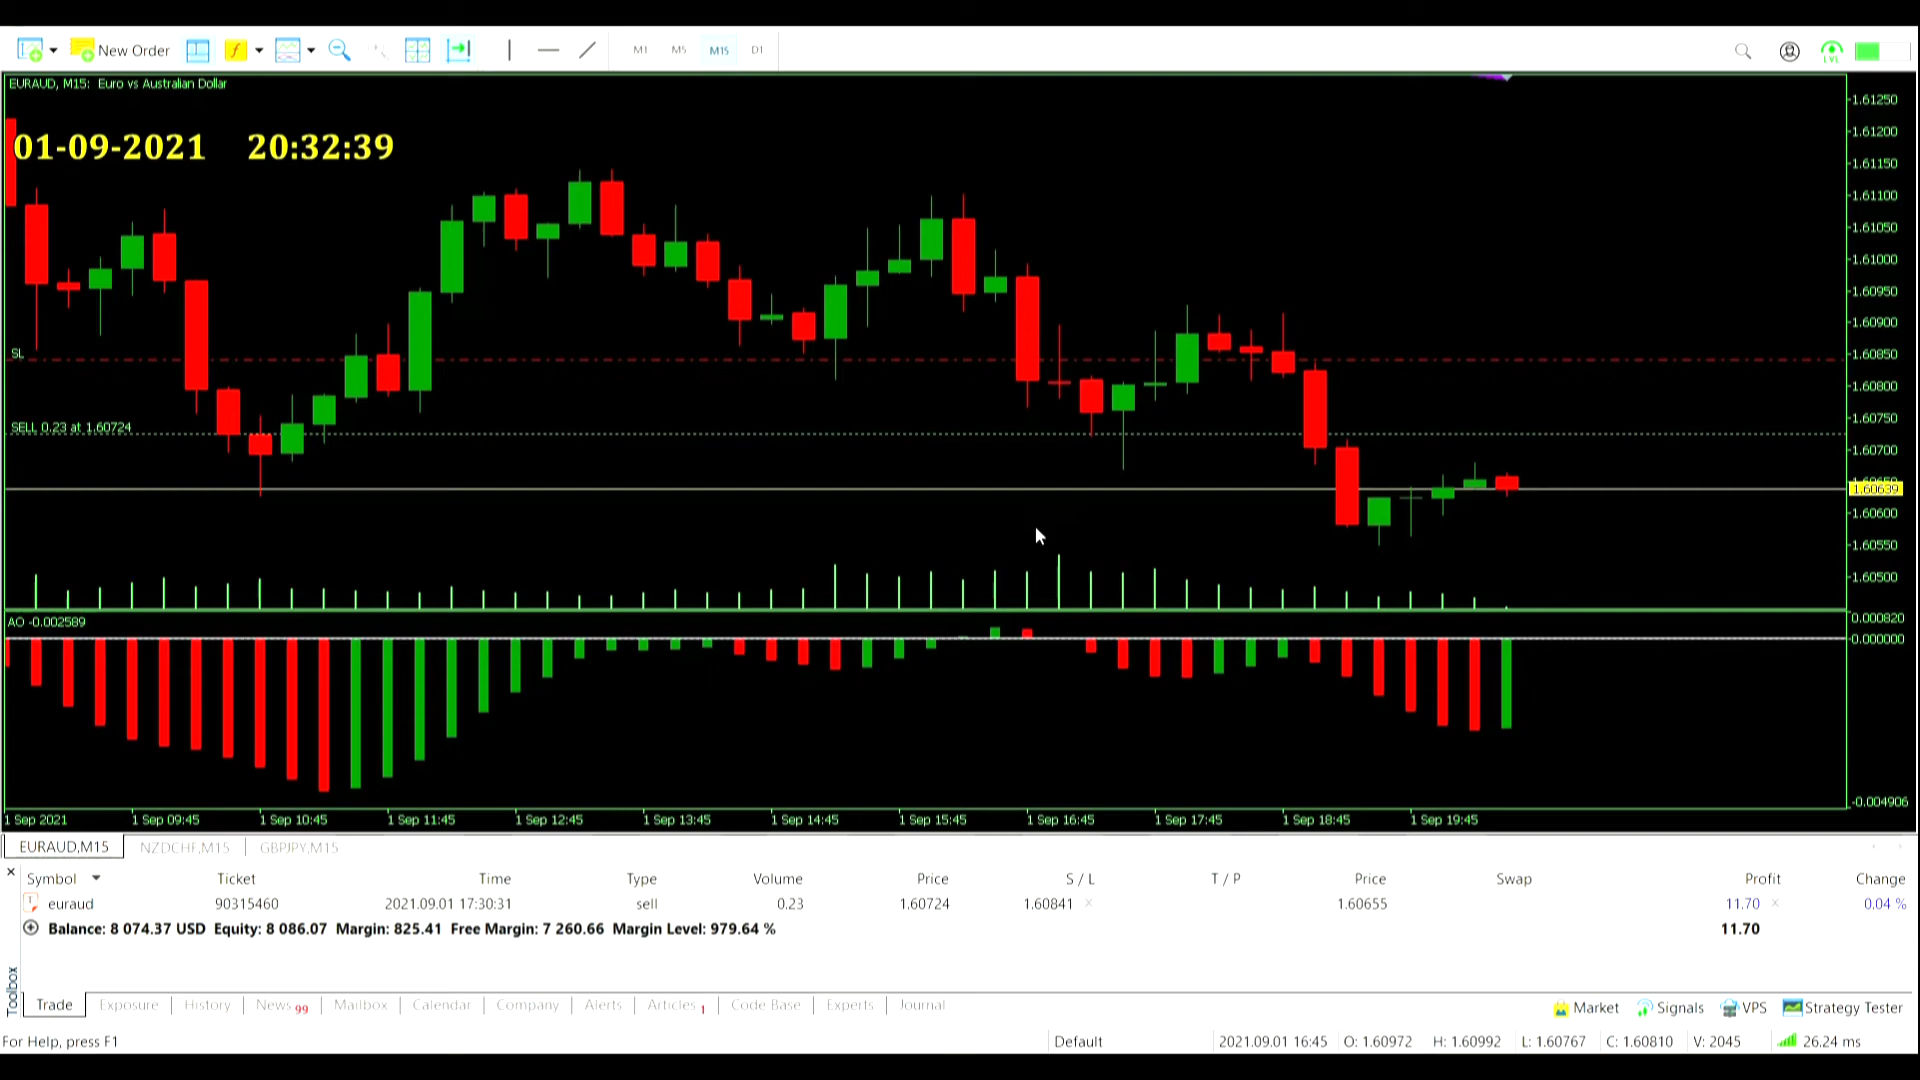 New Order M1 M5 M15 D1 LVL
EURAUD, M15: Euro vs Australian Dollar
01-09-2021 20:32:39
1.61250
1.61200
1.61150
1.61100
1.61050
1.61000
1.60950
1.60900
SL
1.60850
1.60800
1.60750
SELL 0.23 at 1.60724
1.60700
1.60639
1.60600
1.60550
1.60500
AO -0.002589
0.000820
0.000000
-0.004906
1 Sep 2021 1 Sep 09:45 1 Sep 10:45 1 Sep 11:45 1 Sep 12:45 1 Sep 13:45 1 Sep 14:45 1 Sep 15:45 1 Sep 16:45 1 Sep 17:45 1 Sep 18:45 1 Sep 19:45
EURAUD,M15 NZDCHF,M15 GBPJPY,M15
Symbol Ticket Time Type Volume Price S / L T / P Price Swap Profit Change
euraud 90315460 2021.09.01 17:30:31 sell 0.23 1.60724 1.60841 1.60655 11.70 0.04 %
Balance: 8 074.37 USD Equity: 8 086.07 Margin: 825.41 Free Margin: 7 260.66 Margin Level: 979.64 % 11.70
Toolbox
Trade Exposure History News 99 Mailbox Calendar Company Alerts Articles 1 Code Base Experts Journal Market Signals VPS Strategy Tester
For Help, press F1 Default 2021.09.01 16:45 O: 1.60972 H: 1.60992 L: 1.60767 C: 1.60810 V: 2045 26.24 ms